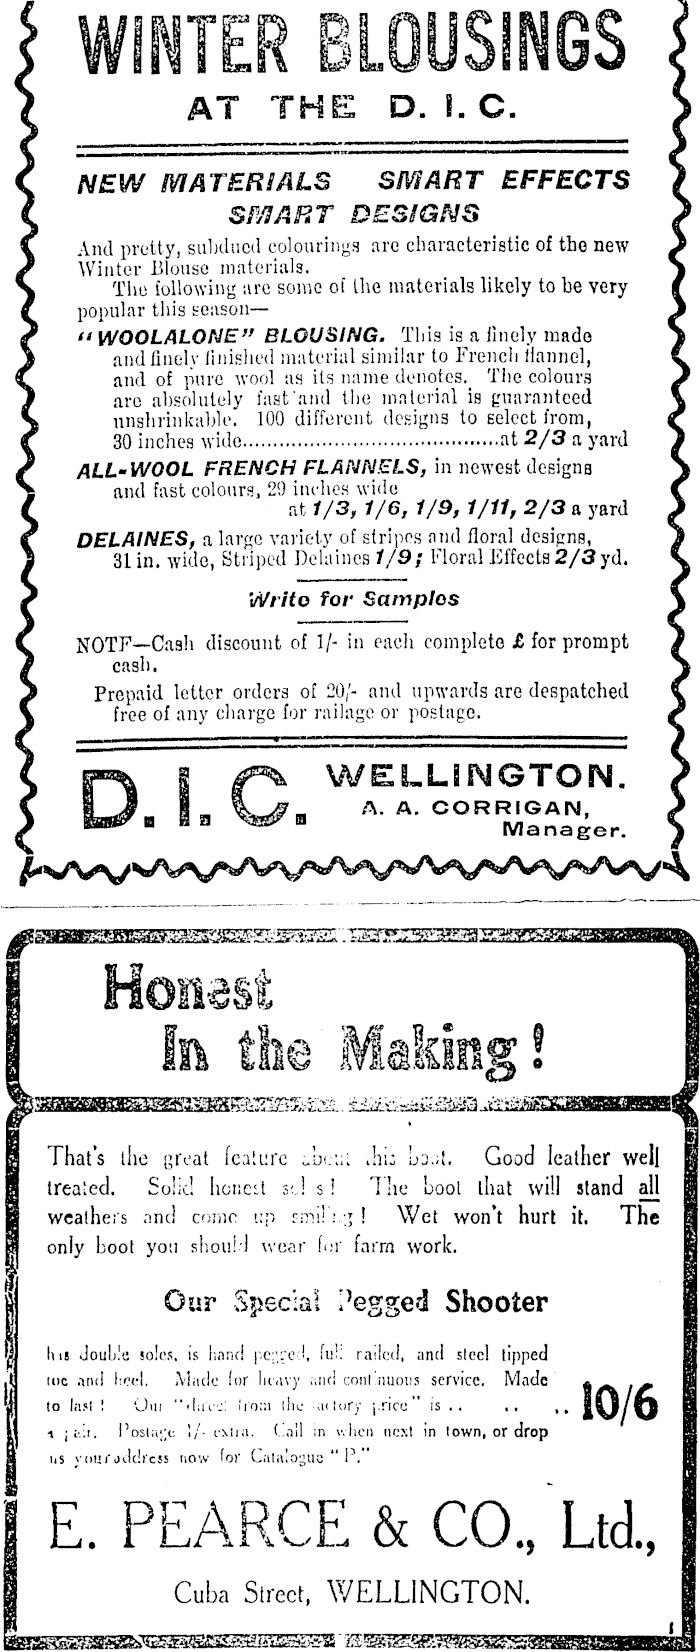 WINTER BLOUSINGS
AT THE D. I. C.
NEW MATERIALS SMART EFFECTS
SMART DESIGNS
And pretty, subdued colourings are characteristic of the new
Winter Blouse materials.
The following are some of the materials likely to be very
popular this season—
"WOOLALONE" BLOUSING. This is a finely made
and finely finished material similar to French flannel,
and of pure wool as its name denotes. The colours
are absolutely fast and the material is guaranteed
unshrinkable. 100 different designs to select from,
30 inches wide..........................................at 2/3 a yard
ALL-WOOL FRENCH FLANNELS, in newest designs
and fast colours, 29 inches wide
at 1/3, 1/6, 1/9, 1/11, 2/3 a yard
DELAINES, a large variety of stripes and floral designs,
31 in. wide, Striped Delaines 1/9; Floral Effects 2/3 yd.
Write for Samples
NOTE—Cash discount of 1/- in each complete £ for prompt
cash.
Prepaid letter orders of 20/- and upwards are despatched
free of any charge for railage or postage.
D. I. C. WELLINGTON.
A. A. CORRIGAN,
Manager.
Honest
In the Making!
That's the great feature about this boot. Good leather well
treated. Solid honest soles! The boot that will stand all
weathers and come up smiling! Wet won't hurt it. The
only boot you should wear for farm work.
Our Special Pegged Shooter
has double soles, is hand pegged, full nailed, and steel tipped
toe and heel. Made for heavy and continuous service. Made
to last! Our "direct from the factory price" is .. .. .. 10/6
a pair. Postage 1/- extra. Call in when next in town, or drop
us your address now for Catalogue "P."
E. PEARCE & CO., Ltd.,
Cuba Street, WELLINGTON.